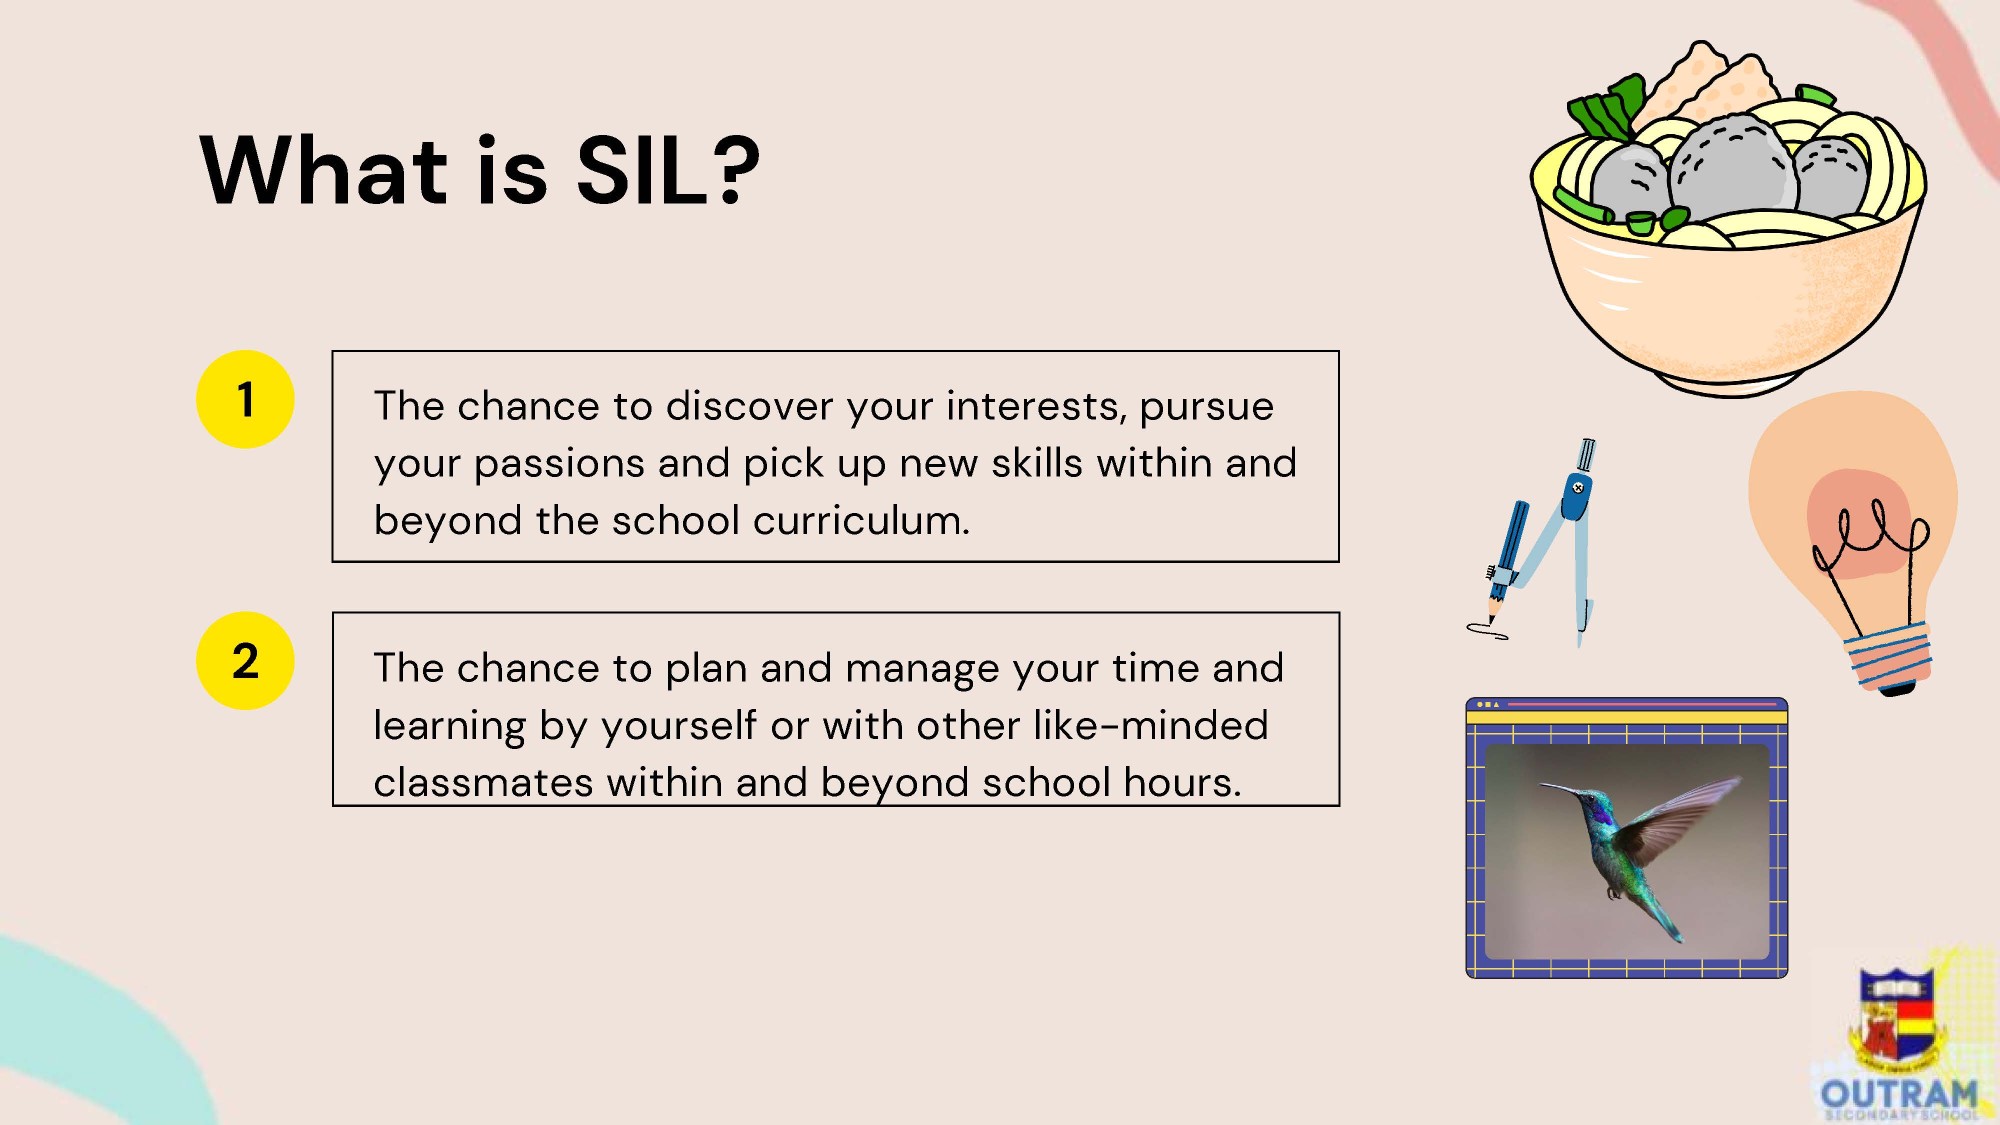 What is SIL?
1
The chance to discover your interests, pursue
your passions and pick up new skills within and
beyond the school curriculum.
2
The chance to plan and manage your time and
learning by yourself or with other like-minded
classmates within and beyond school hours.
OUTRAM
SECONDARY SCHOOL